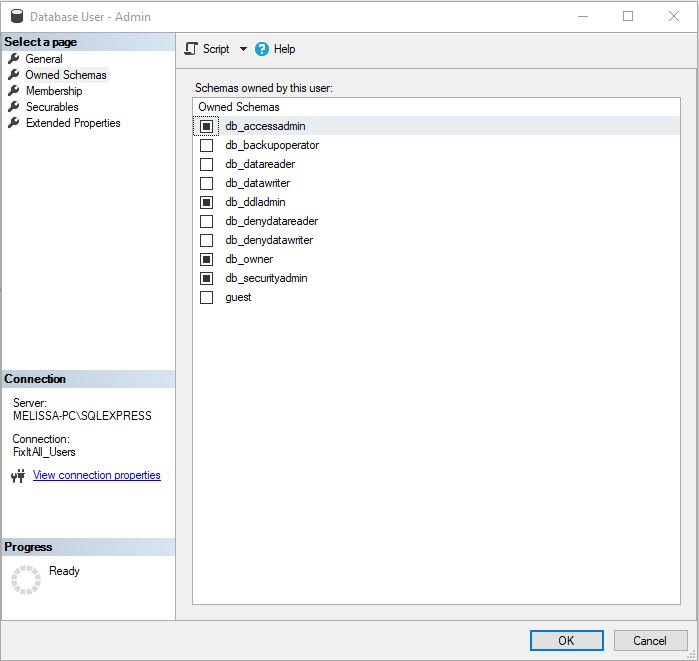 Database User - Admin
Select a page
General
Owned Schemas
Membership
Securables
Extended Properties
Script
Help
Schemas owned by this user:
Owned Schemas
db_accessadmin
db_backupoperator
db_datareader
db_datawriter
db_ddladmin
db_denydatareader
db_denydatawriter
db_owner
db_securityadmin
guest
Connection
Server:
MELISSA-PC\SQLEXPRESS
Connection:
FixItAll_Users
View connection properties
Progress
Ready
OK
Cancel